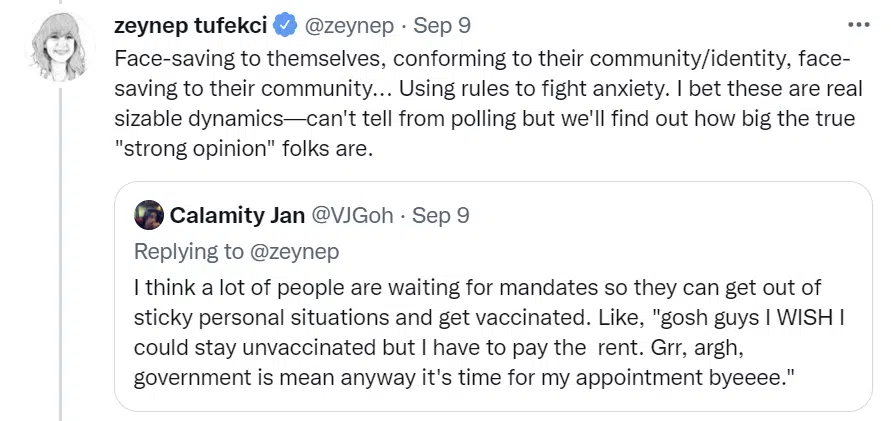 zeynep tufekci @zeynep · Sep 9
Face-saving to themselves, conforming to their community/identity, face-
saving to their community... Using rules to fight anxiety. I bet these are real
sizable dynamics—can't tell from polling but we'll find out how big the true
"strong opinion" folks are.
Calamity Jan @VJGoh · Sep 9
Replying to @zeynep
I think a lot of people are waiting for mandates so they can get out of
sticky personal situations and get vaccinated. Like, "gosh guys I WISH I
could stay unvaccinated but I have to pay the  rent. Grr, argh,
government is mean anyway it's time for my appointment byeeee."